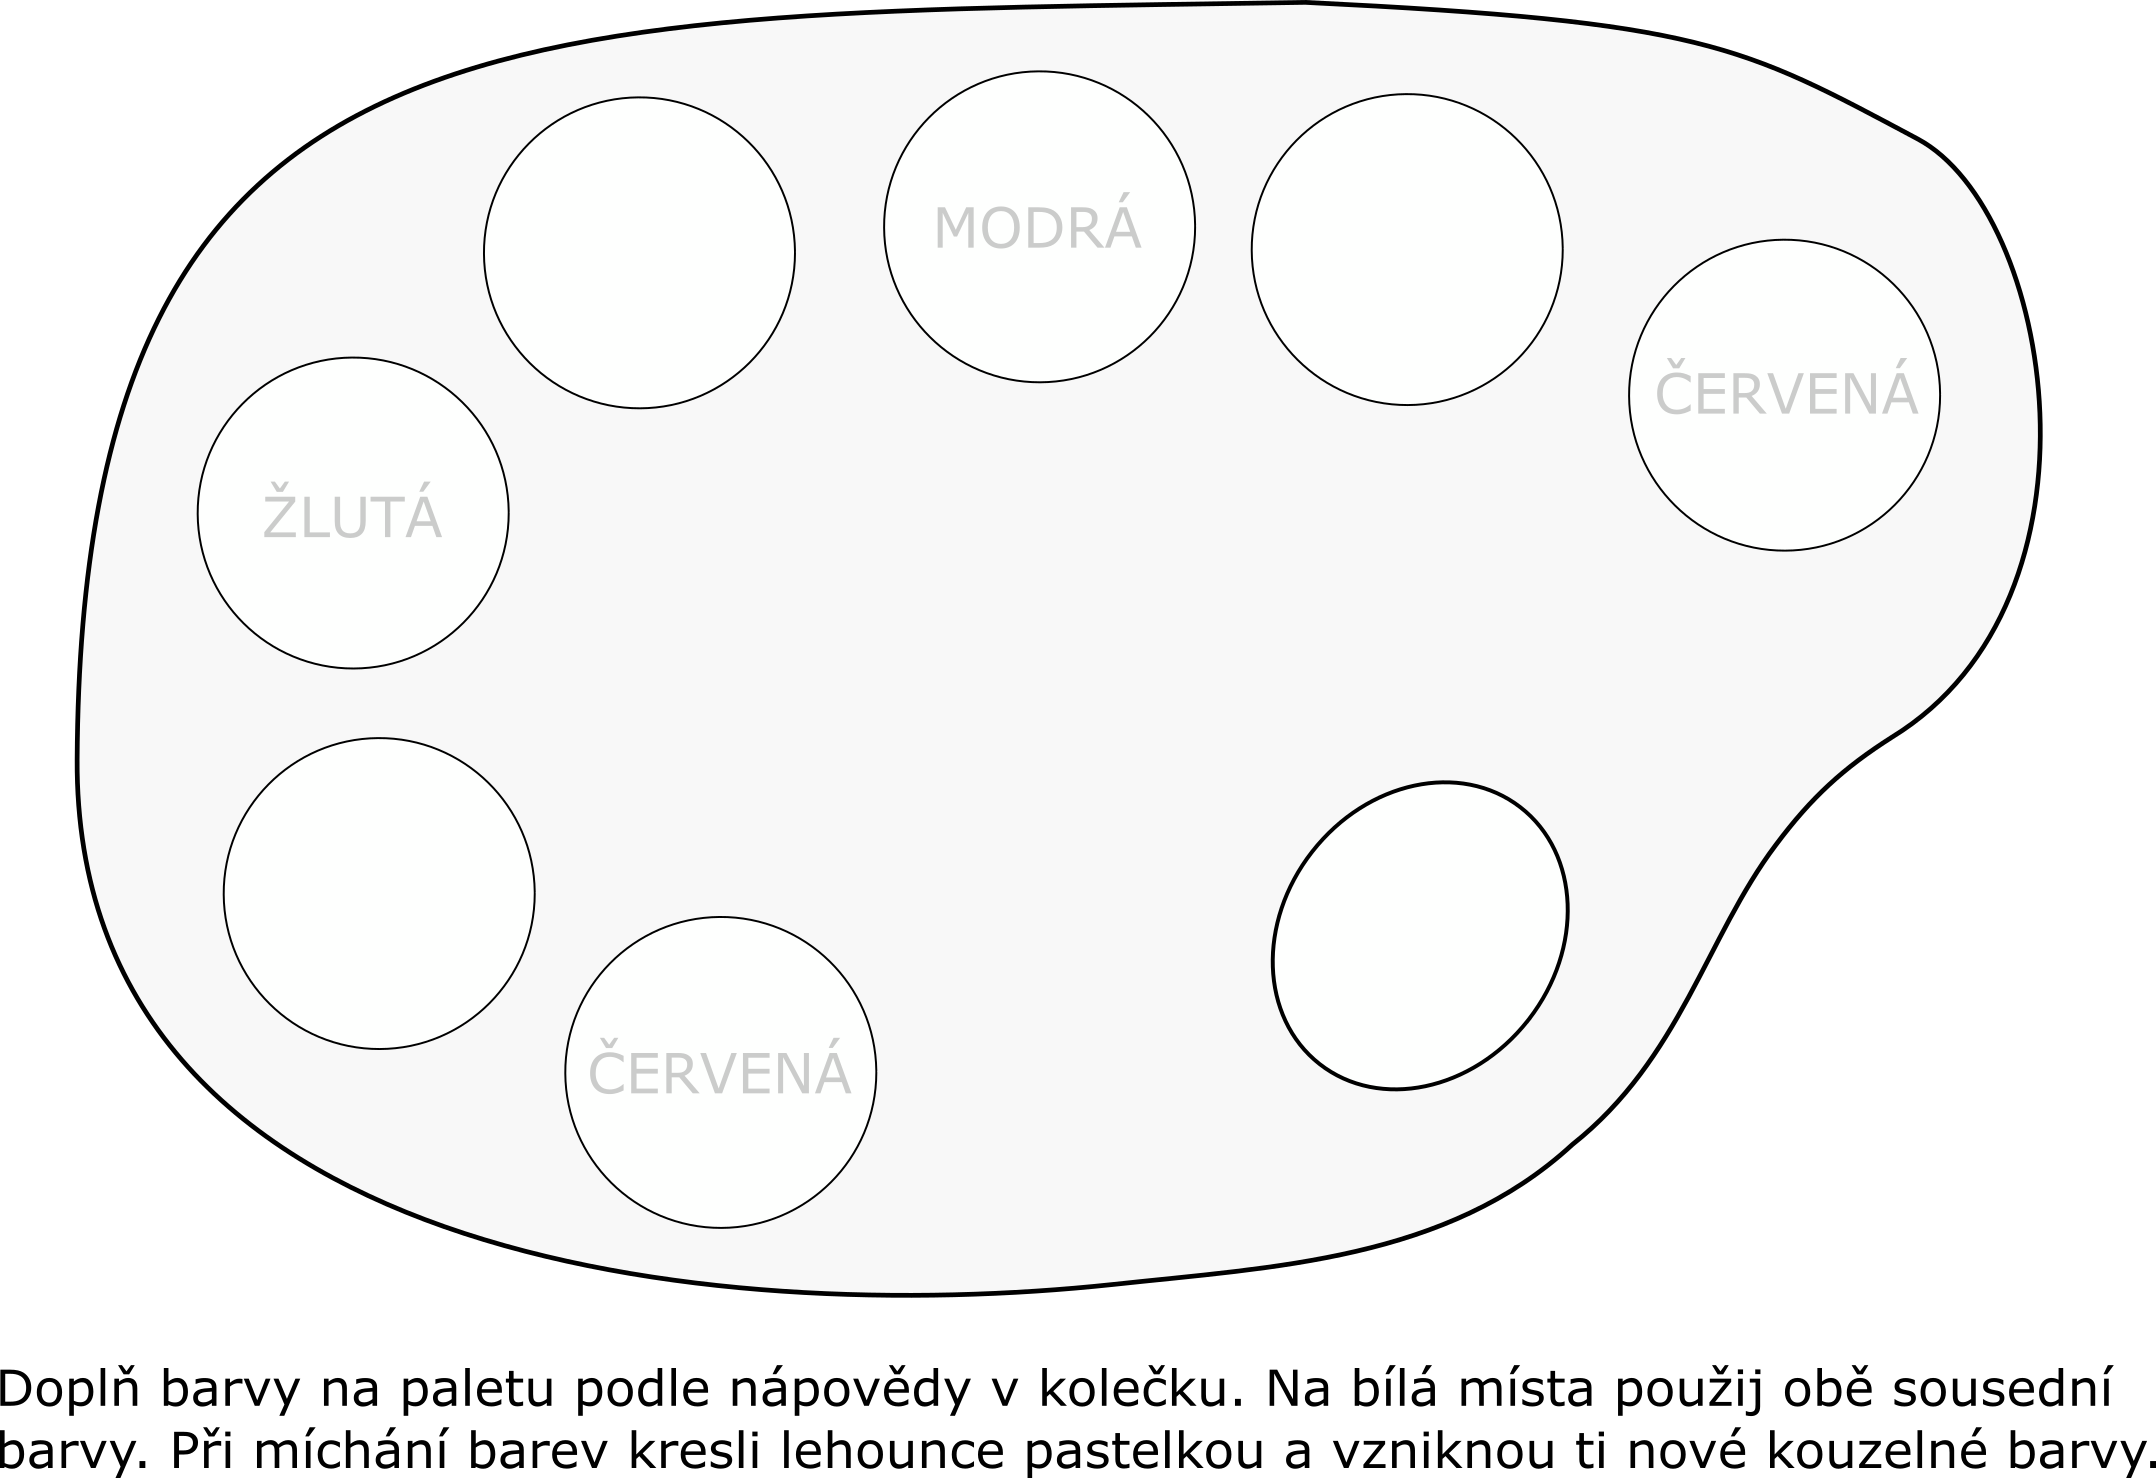 MODRÁ
ČERVENÁ
ŽLUTÁ
ČERVENÁ
Doplň barvy na paletu podle nápovědy v kolečku. Na bílá místa použij obě sousední
barvy. Při míchání barev kresli lehounce pastelkou a vzniknou ti nové kouzelné barvy.